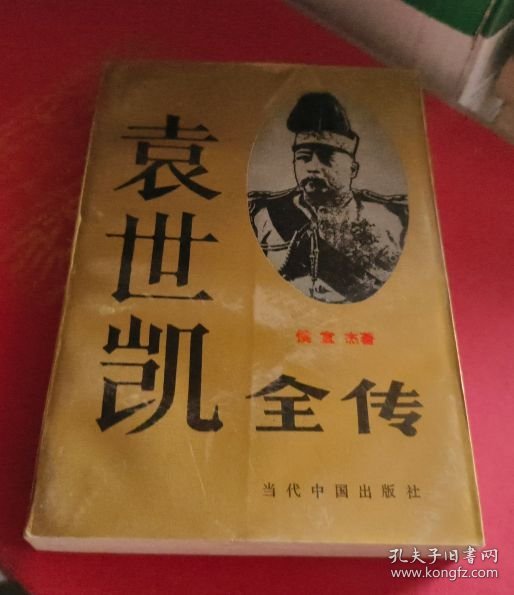 袁世凯
侯宜杰著
全传
当代中国出版社
孔夫子旧书网
www.kongfz.com